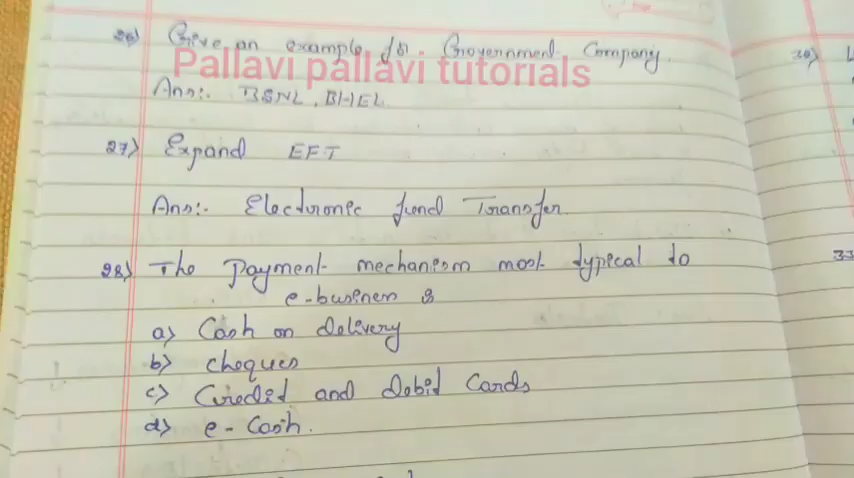 26) Give an example for Government Company.
Pallavi pallavi tutorials
Ans:- BSNL, BHEL
27) Expand EFT
Ans:- Electronic fund Transfer.
28) The Payment mechanism most typical to
e-business is
a) Cash on delivery
b) cheques
c) Credit and Debit Cards
d) e-Cash.
30)
33